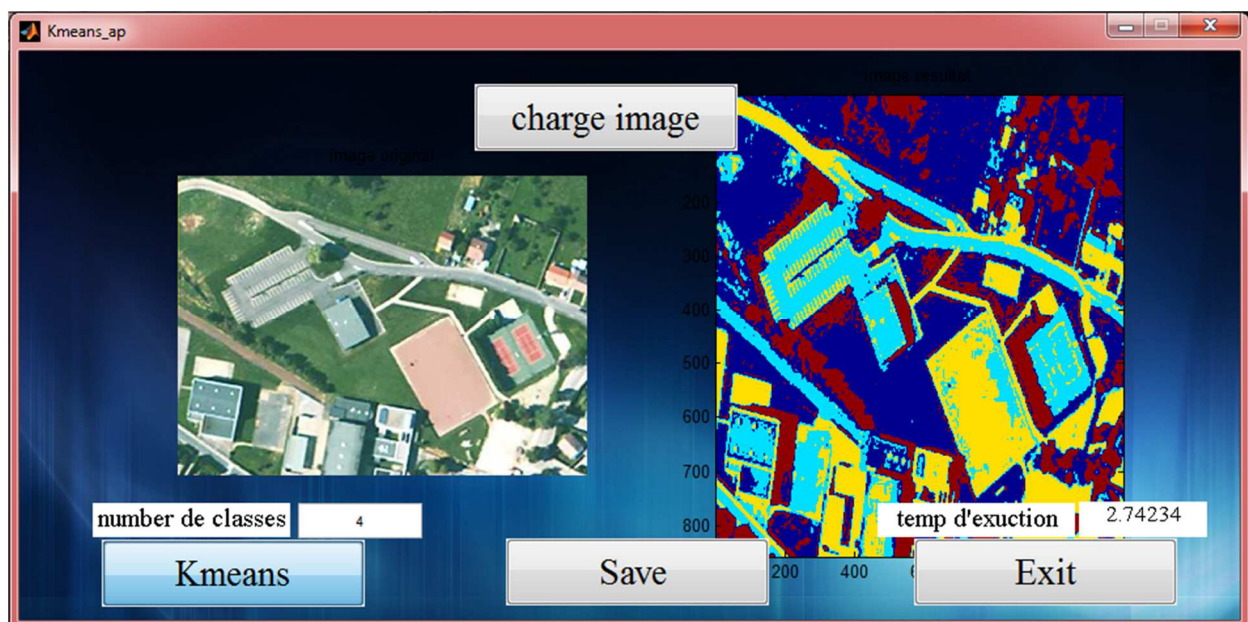 Kmeans_ap
image resultat
charge image
image original
200
300
400
500
600
700
800
200 400
number de classes 4
temp d'exuction 2.74234
Kmeans Save Exit